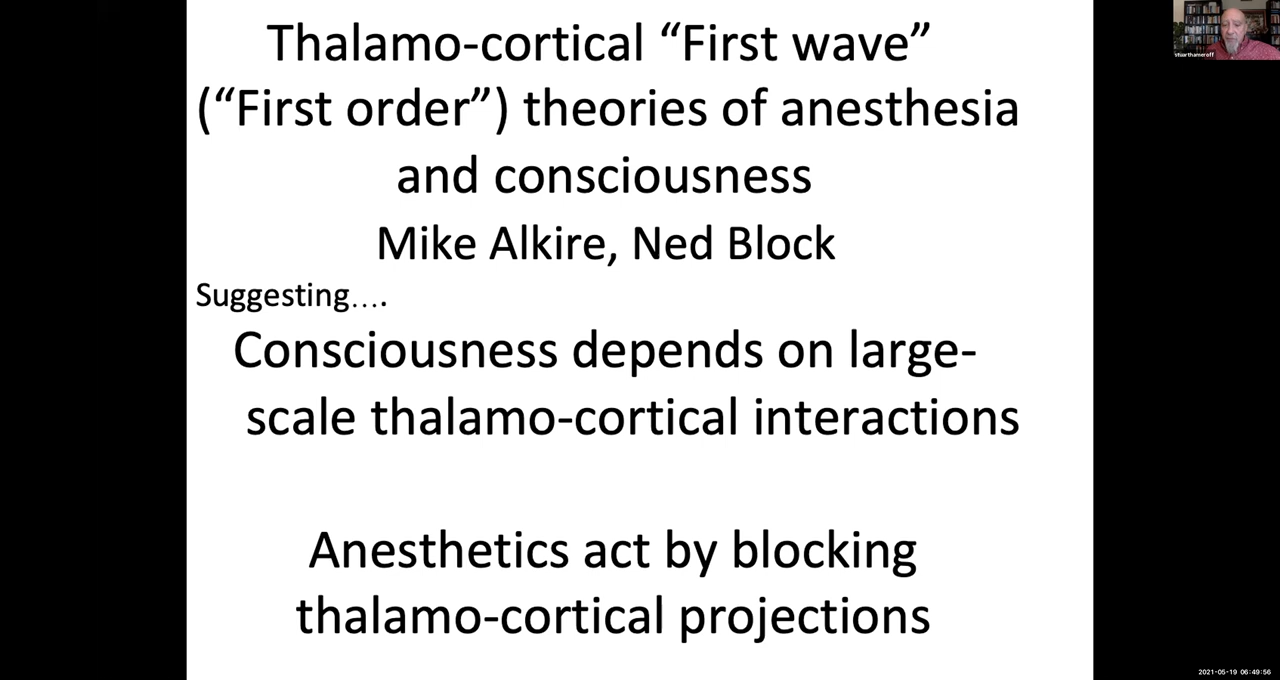 Thalamo-cortical “First wave”
(“First order”) theories of anesthesia
and consciousness
Mike Alkire, Ned Block
Suggesting....
Consciousness depends on large-
scale thalamo-cortical interactions
Anesthetics act by blocking
thalamo-cortical projections
stuarthameroff
2021-05-19 06:49:56